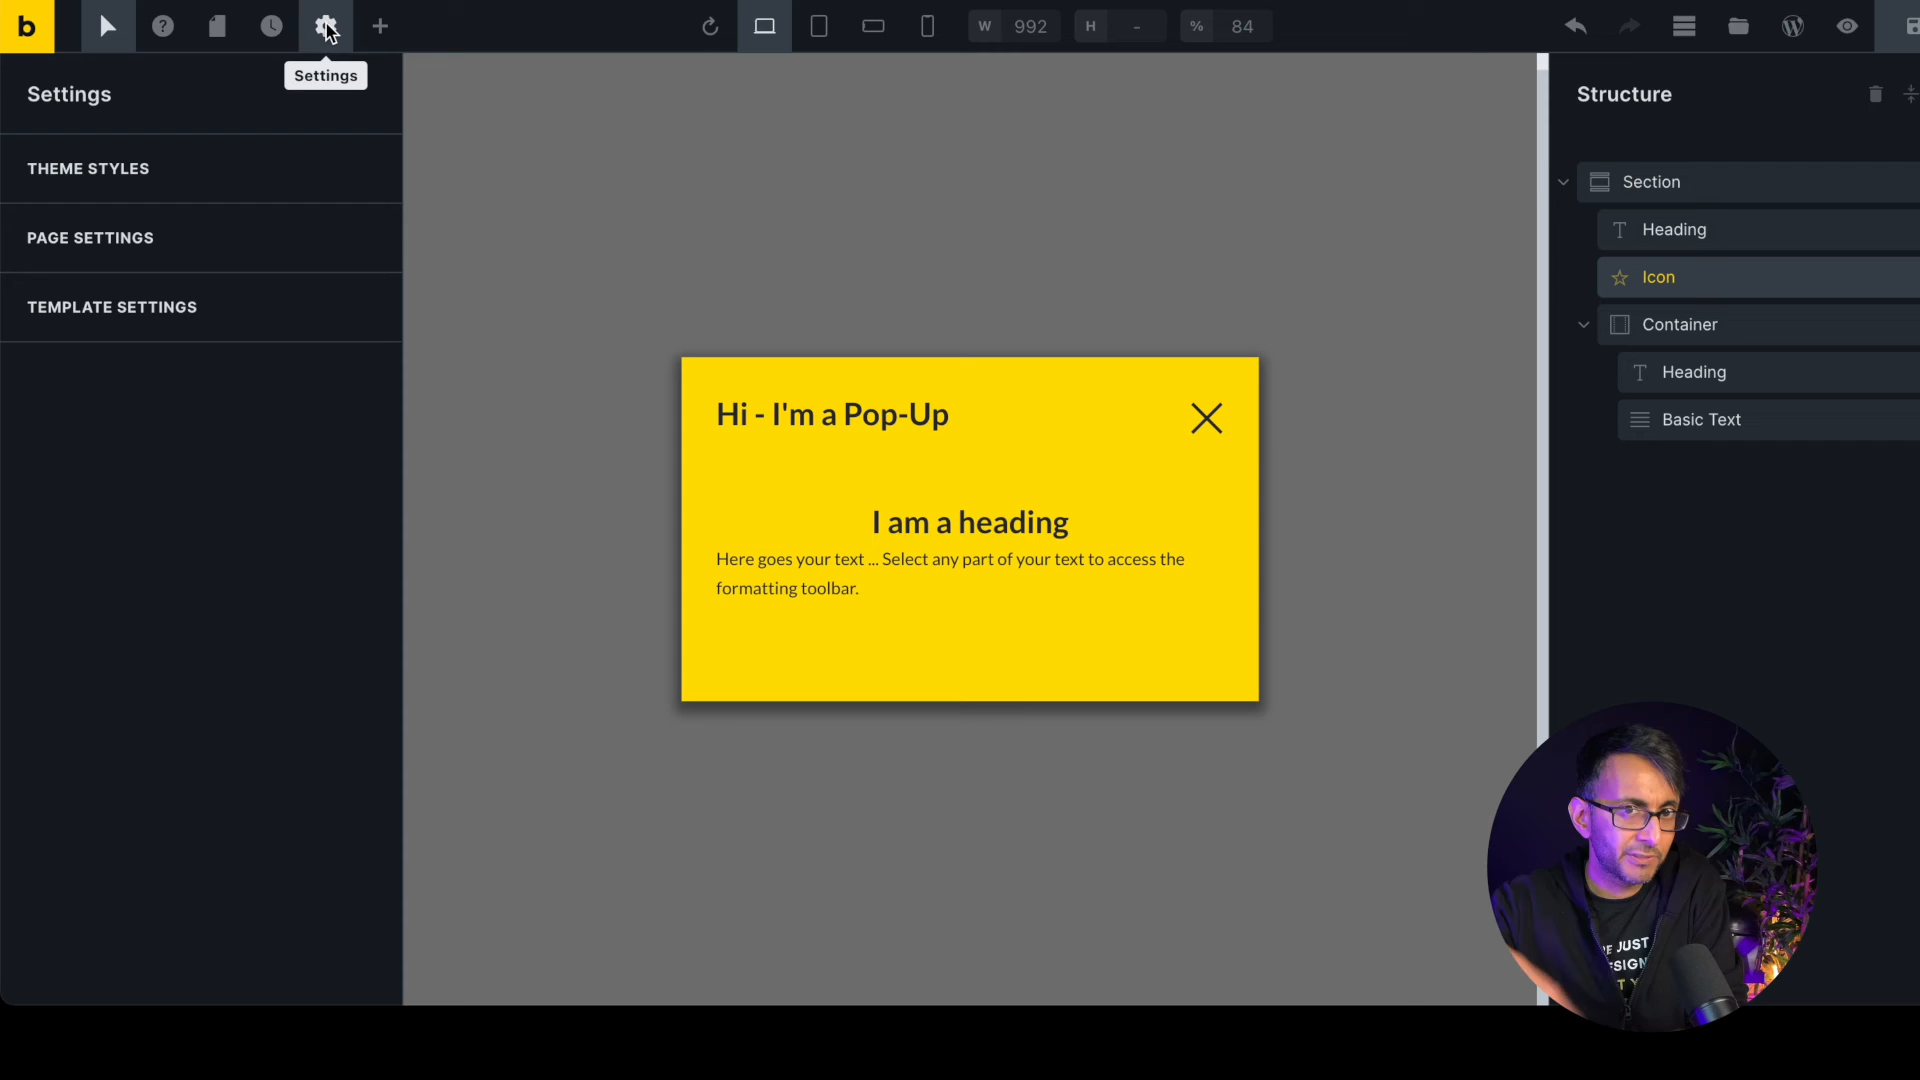 b
?
W 992
H -
% 84
Settings
Settings
THEME STYLES
PAGE SETTINGS
TEMPLATE SETTINGS
Hi - I'm a Pop-Up
I am a heading
Here goes your text ... Select any part of your text to access the
formatting toolbar.
Structure
Section
Heading
Icon
Container
Heading
Basic Text
E JUST
ESIGN
T Y